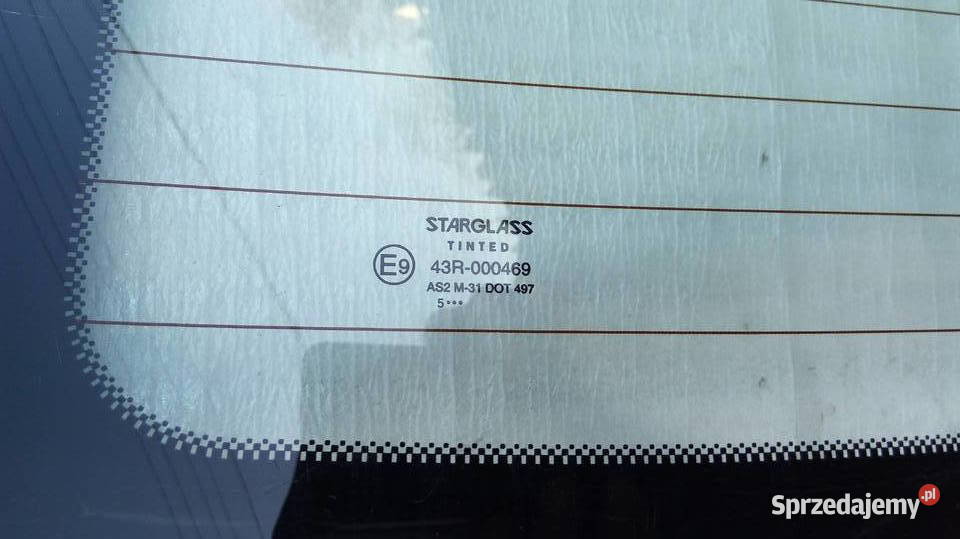 STARGLASS
TINTED
E9 43R-000469
AS2 M-31 DOT 497
5•••
Sprzedajemy.pl